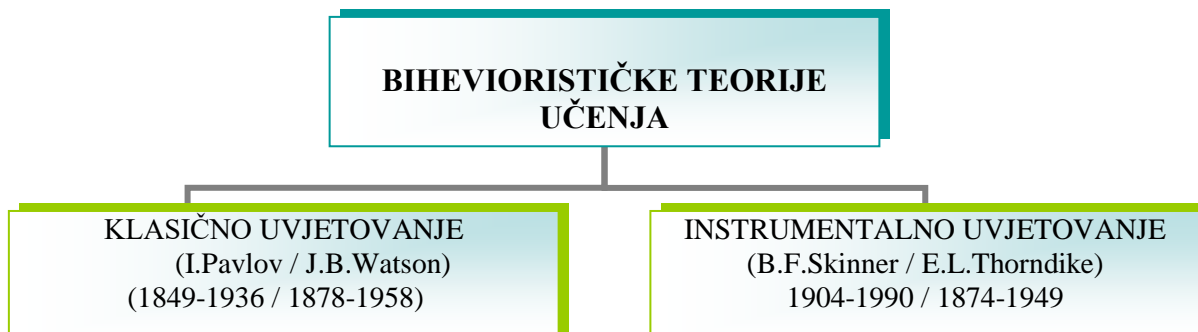 BIHEVIORISTIČKE TEORIJE
UČENJA
KLASIČNO UVJETOVANJE
(I.Pavlov / J.B.Watson)
(1849-1936 / 1878-1958)
INSTRUMENTALNO UVJETOVANJE
(B.F.Skinner / E.L.Thorndike)
1904-1990 / 1874-1949